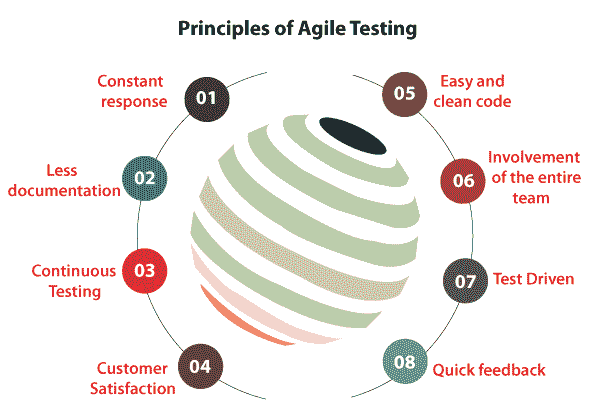 Principles of Agile Testing
01
Constant
response
02
Less
documentation
03
Continuous
Testing
04
Customer
Satisfaction
05
Easy and
clean code
06
Involvement
of the entire
team
07
Test Driven
08
Quick feedback